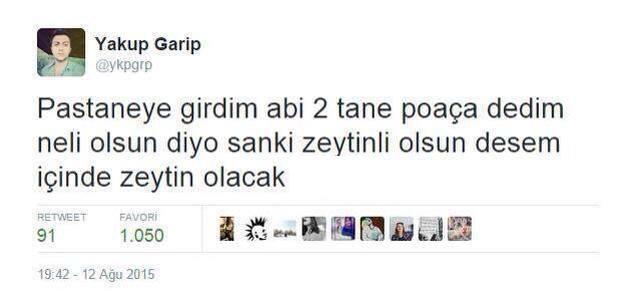 Yakup Garip
@ykpgrp
Pastaneye girdim abi 2 tane poaça dedim
neli olsun diyo sanki zeytinli olsun desem
içinde zeytin olacak
RETWEET FAVORİ
91 1.050
19:42 - 12 Ağu 2015